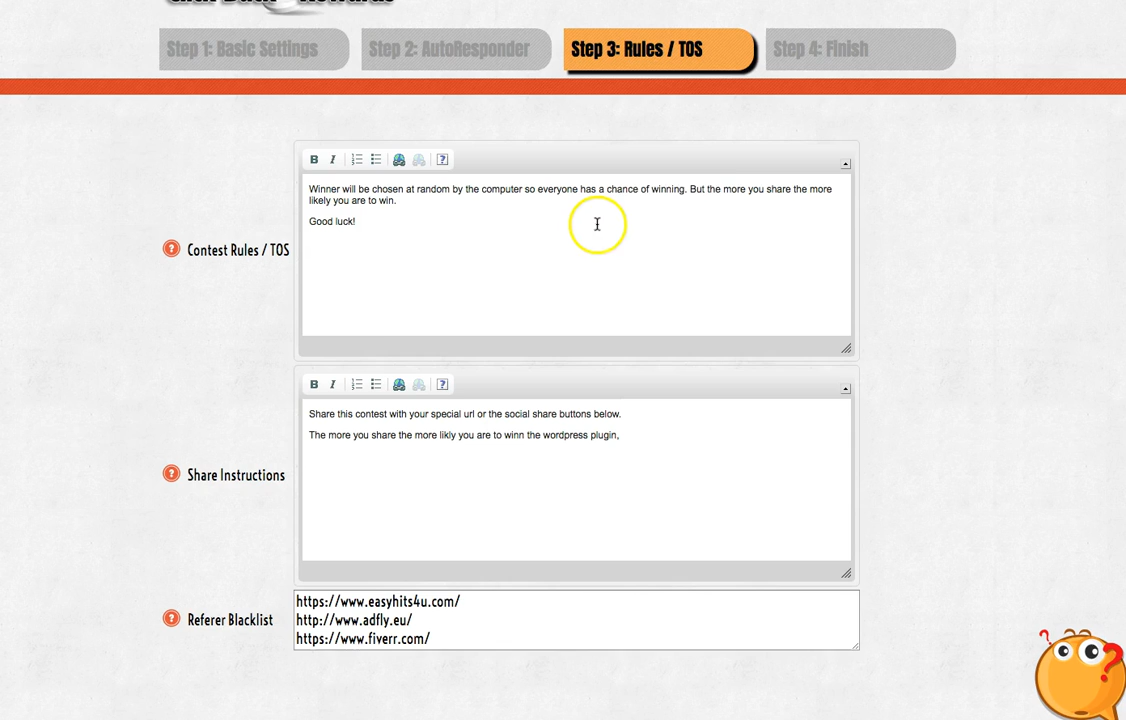 Step 1: Basic Settings
Step 2: AutoResponder
Step 3: Rules / TOS
Step 4: Finish
B I
Winner will be chosen at random by the computer so everyone has a chance of winning. But the more you share the more
likely you are to win.
Good luck!
Contest Rules / TOS
B I
Share this contest with your special url or the social share buttons below.
The more you share the more likly you are to winn the wordpress plugin,
Share Instructions
https://www.easyhits4u.com/
http://www.adfly.eu/
https://www.fiverr.com/
Referer Blacklist